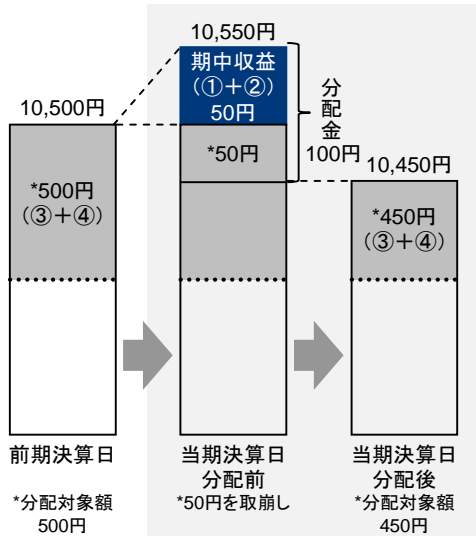 10,550円
期中収益
(①+②)
50円
分配金
100円
10,500円
*50円
10,450円
*500円
(③+④)
*450円
(③+④)
前期決算日
当期決算日
分配前
当期決算日
分配後
*分配対象額
500円
*50円を取崩し
*分配対象額
450円